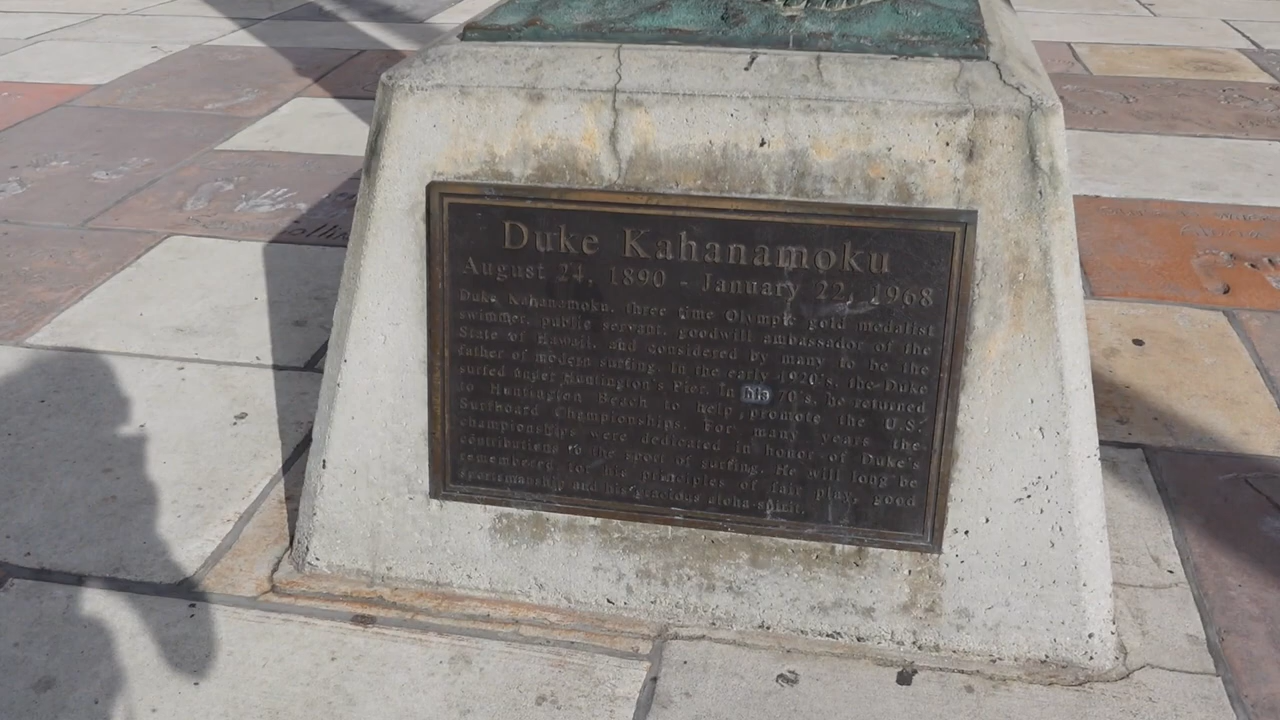 Duke Kahanamoku
August 24, 1890 - January 22, 1968
Duke Kahanamoku, three time Olympic gold medalist
swimmer, public servant, goodwill ambassador of the
State of Hawaii, and considered by many to be the
father of modern surfing. In the early 1920's, the Duke
surfed under Huntington's Pier. In his 70's, he returned
to Huntington Beach to help promote the U.S.
Surfboard Championships. For many years the
championships were dedicated in honor of Duke's
contributions to the sport of surfing. He will long be
remembered for his principles of fair play, good
sportsmanship and his gracious aloha spirit.